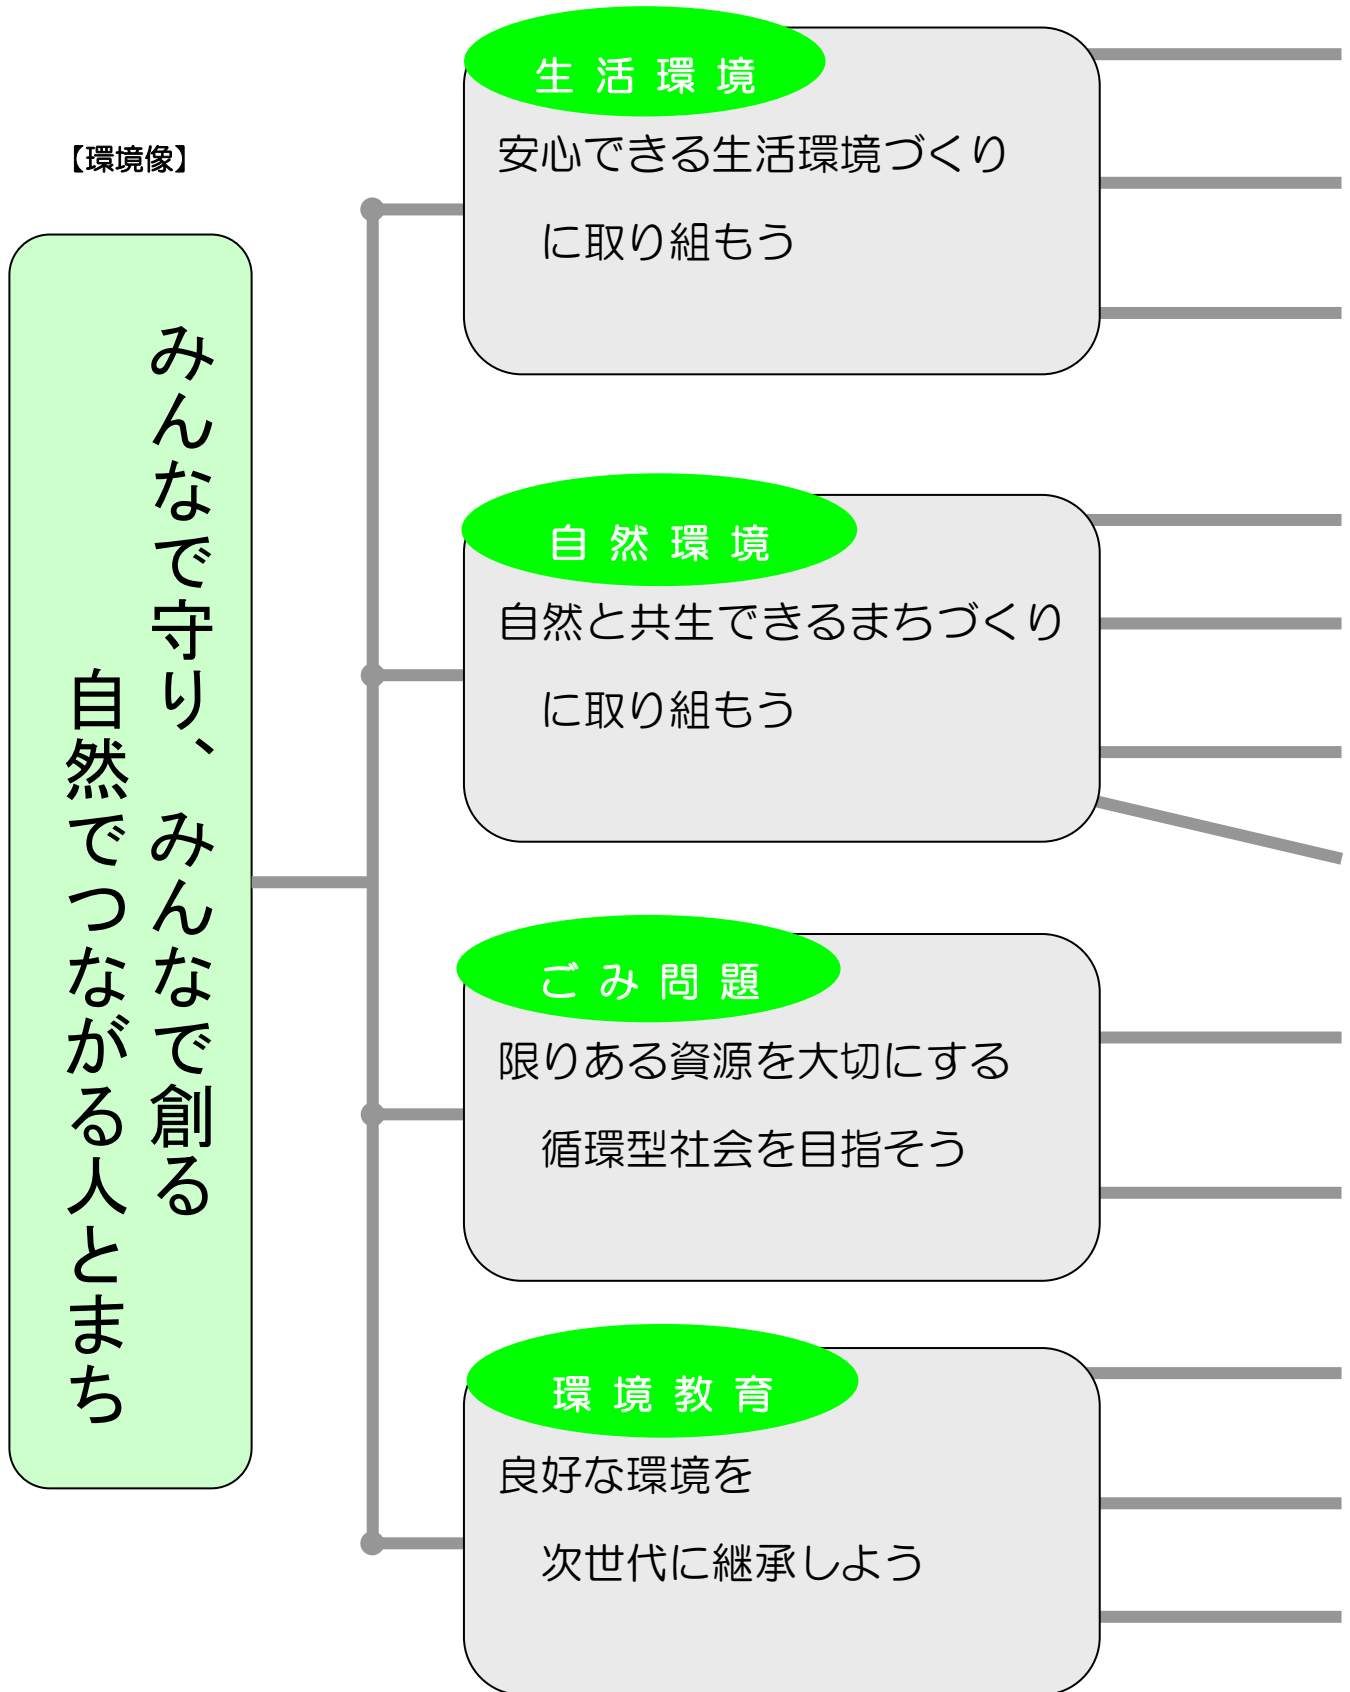 【環境像】
みんなで守り、みんなで創る
自然でつながる人とまち
生活環境
安心できる生活環境づくり
に取り組もう
自然環境
自然と共生できるまちづくり
に取り組もう
ごみ問題
限りある資源を大切にする
循環型社会を目指そう
環境教育
良好な環境を
次世代に継承しよう